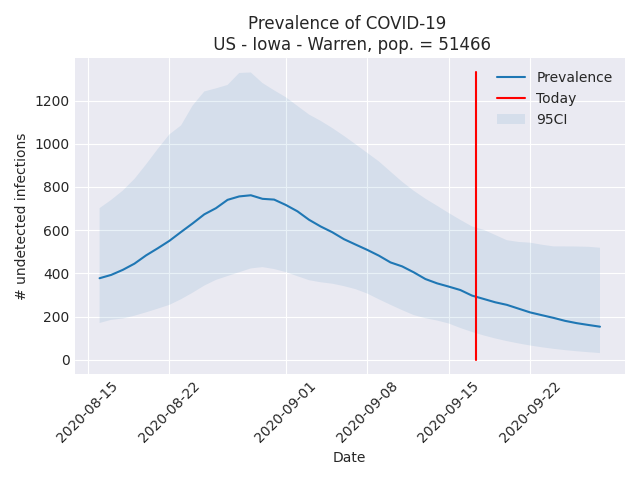 Prevalence of COVID-19
US - Iowa - Warren, pop. = 51466
Prevalence
Today
95CI
# undetected infections
1200
1000
800
600
400
200
0
2020-08-15
2020-08-22
2020-09-01
2020-09-08
2020-09-15
2020-09-22
Date